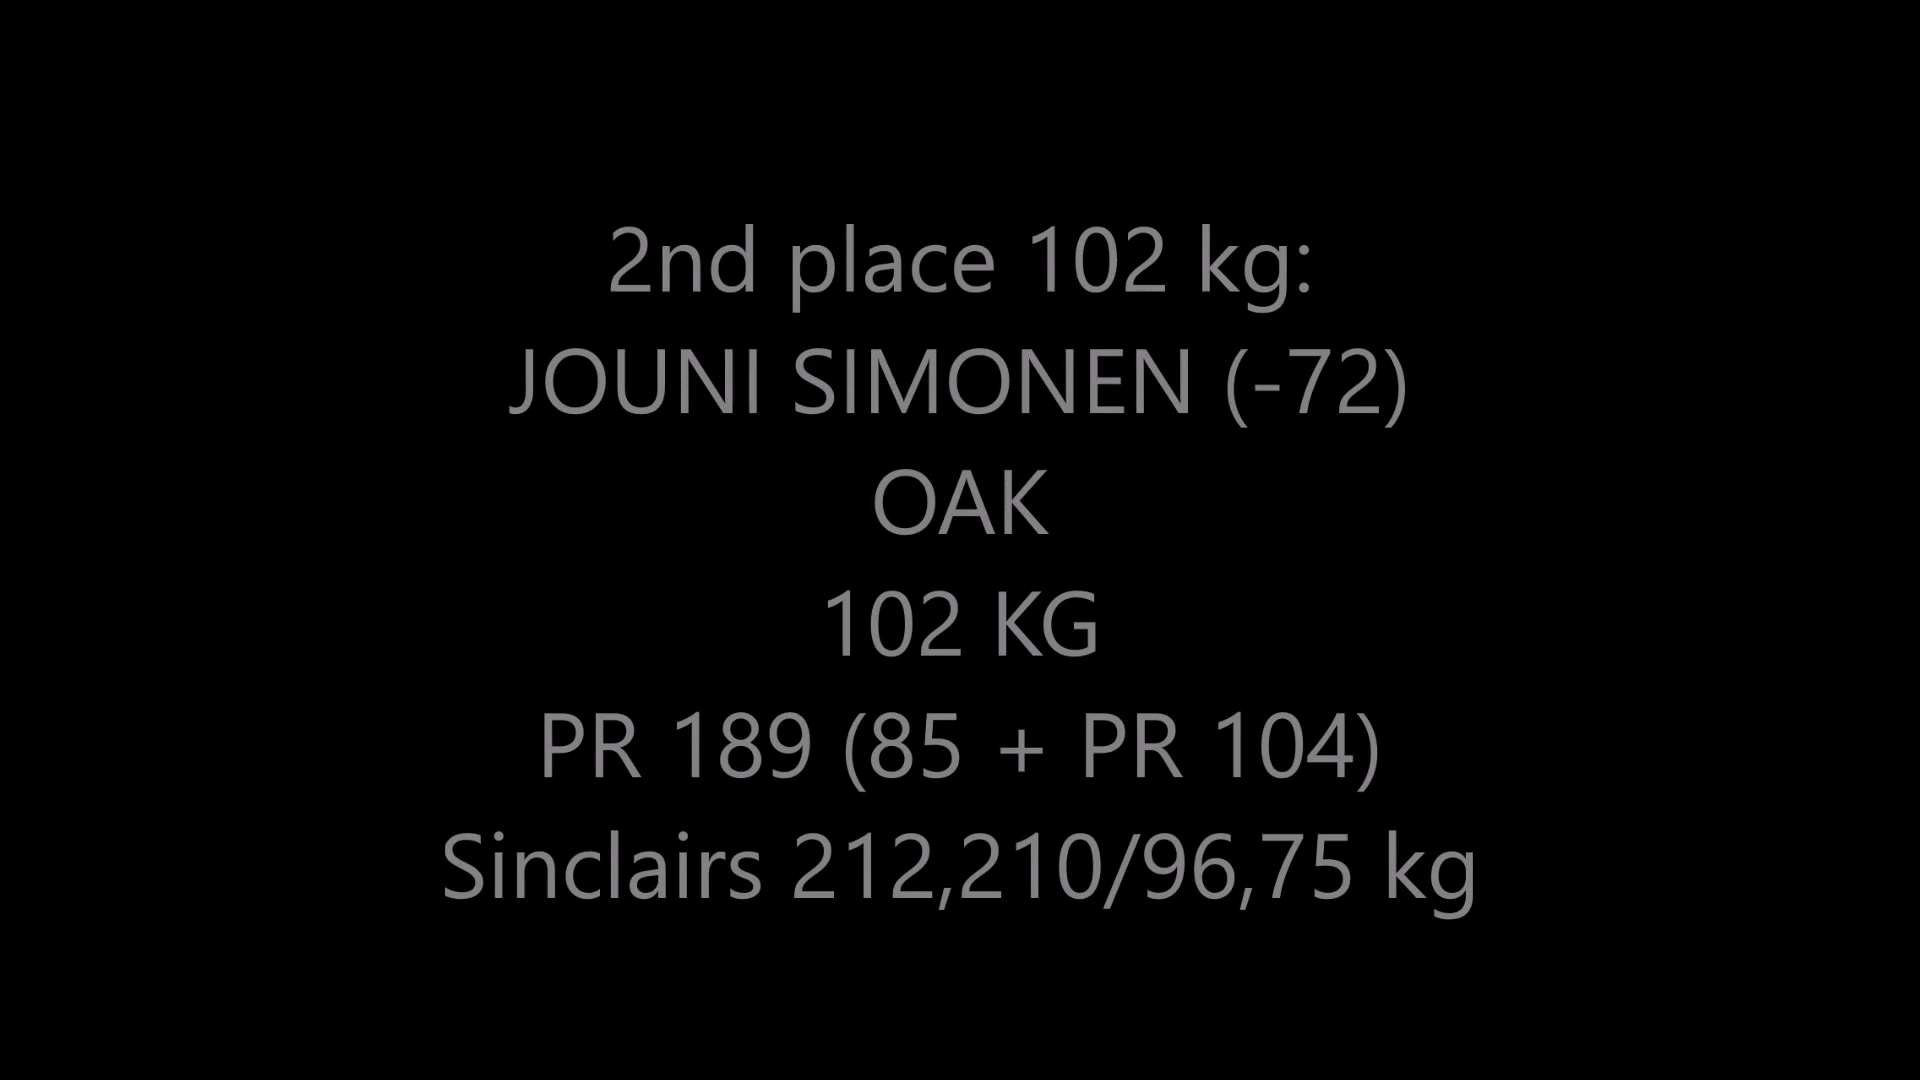 2nd place 102 kg:
JOUNI SIMONEN (-72)
OAK
102 KG
PR 189 (85 + PR 104)
Sinclairs 212,210/96,75 kg